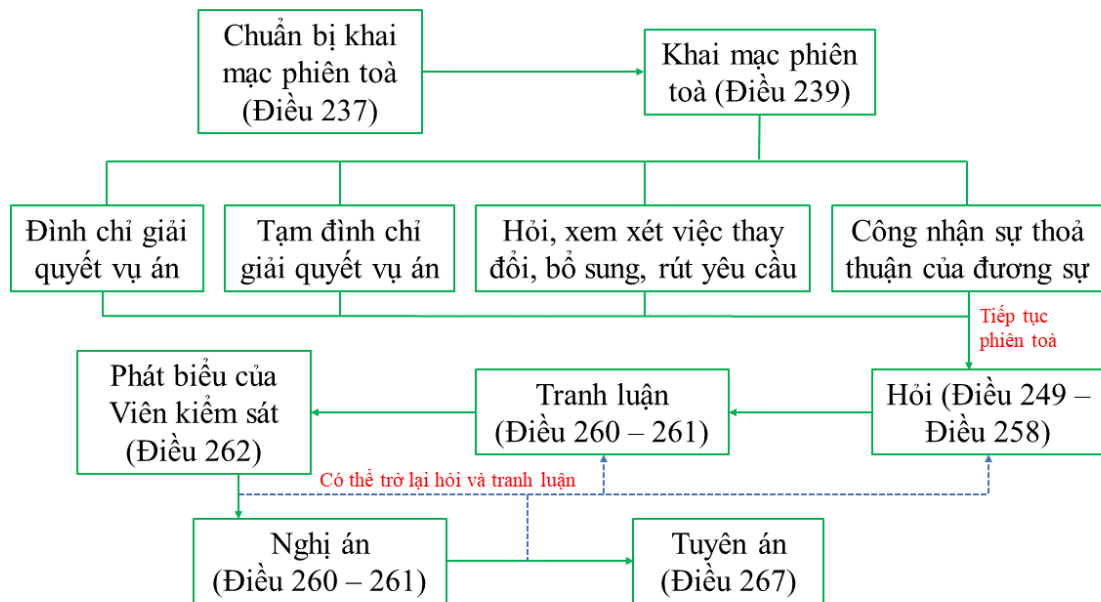 Chuẩn bị khai
mạc phiên toà
(Điều 237)
Khai mạc phiên
toà (Điều 239)
Đình chỉ giải
quyết vụ án
Tạm đình chỉ
giải quyết vụ án
Hỏi, xem xét việc thay
đổi, bổ sung, rút yêu cầu
Công nhận sự thoả
thuận của đương sự
Tiếp tục
phiên toà
Phát biểu của
Viên kiểm sát
(Điều 262)
Tranh luận
(Điều 260 – 261)
Hỏi (Điều 249 –
Điều 258)
Có thể trở lại hỏi và tranh luận
Nghị án
(Điều 260 – 261)
Tuyên án
(Điều 267)